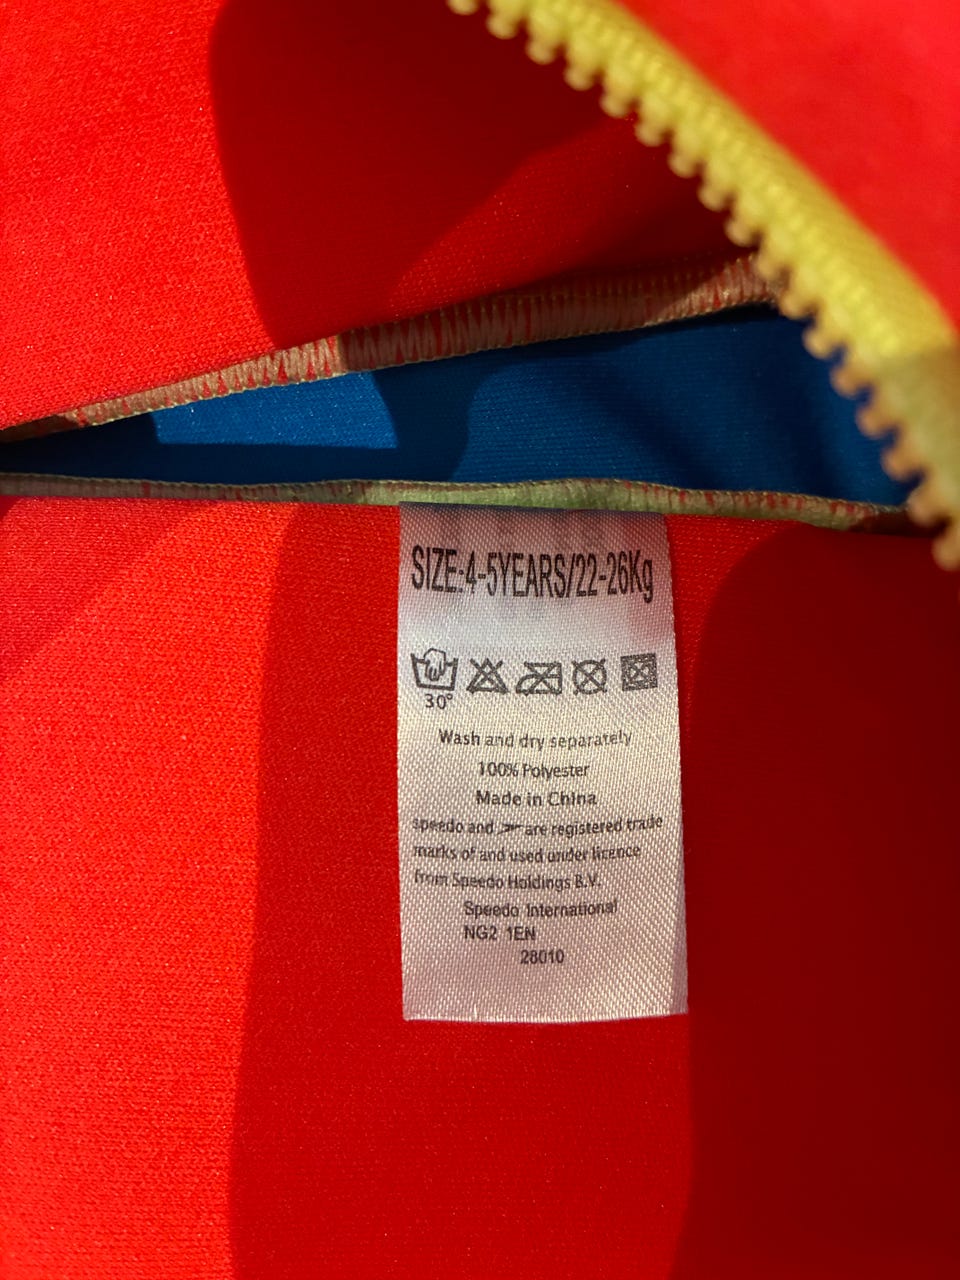 SIZE:4-5YEARS/22-26Kg
30°
Wash and dry separately
100% Polyester
Made in China
speedo and are registered trade
marks of and used under licence
from Speedo Holdings B.V.
Speedo International
NG2 1EN
28010